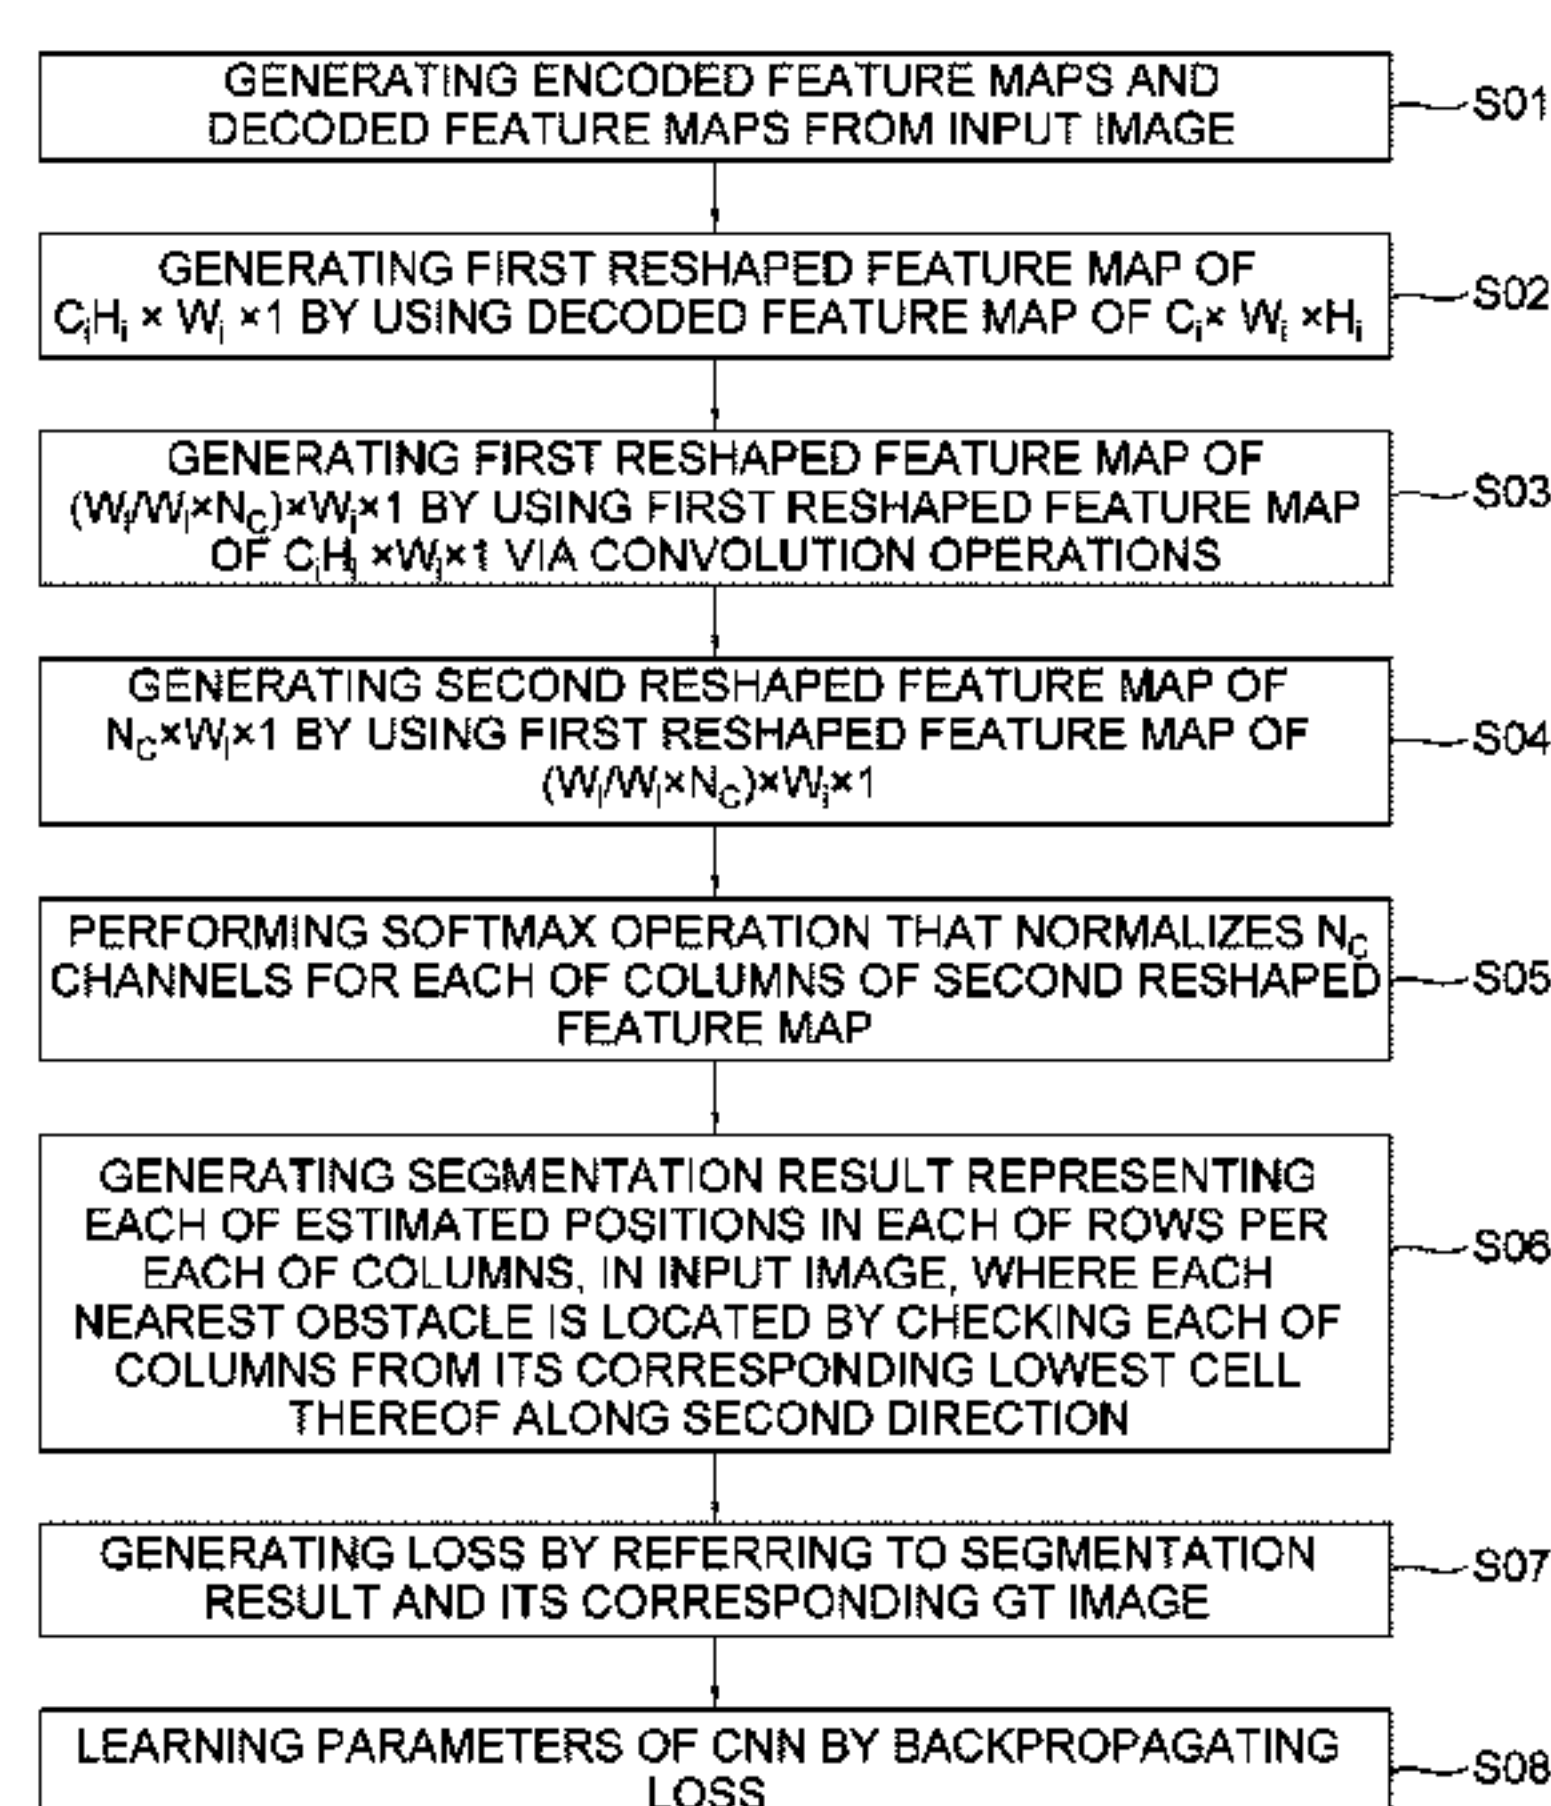 GENERATING ENCODED FEATURE MAPS AND
DECODED FEATURE MAPS FROM INPUT IMAGE
S01
GENERATING FIRST RESHAPED FEATURE MAP OF
CᵢHᵢ × Wᵢ ×1 BY USING DECODED FEATURE MAP OF Cᵢ× Wᵢ ×Hᵢ
S02
GENERATING FIRST RESHAPED FEATURE MAP OF
(W_I/Wᵢ×N_C)×Wᵢ×1 BY USING FIRST RESHAPED FEATURE MAP
OF CᵢHᵢ ×Wᵢ×1 VIA CONVOLUTION OPERATIONS
S03
GENERATING SECOND RESHAPED FEATURE MAP OF
N_C×W_I×1 BY USING FIRST RESHAPED FEATURE MAP OF
(W_I/Wᵢ×N_C)×Wᵢ×1
S04
PERFORMING SOFTMAX OPERATION THAT NORMALIZES N_C
CHANNELS FOR EACH OF COLUMNS OF SECOND RESHAPED
FEATURE MAP
S05
GENERATING SEGMENTATION RESULT REPRESENTING
EACH OF ESTIMATED POSITIONS IN EACH OF ROWS PER
EACH OF COLUMNS, IN INPUT IMAGE, WHERE EACH
NEAREST OBSTACLE IS LOCATED BY CHECKING EACH OF
COLUMNS FROM ITS CORRESPONDING LOWEST CELL
THEREOF ALONG SECOND DIRECTION
S06
GENERATING LOSS BY REFERRING TO SEGMENTATION
RESULT AND ITS CORRESPONDING GT IMAGE
S07
LEARNING PARAMETERS OF CNN BY BACKPROPAGATING
LOSS
S08